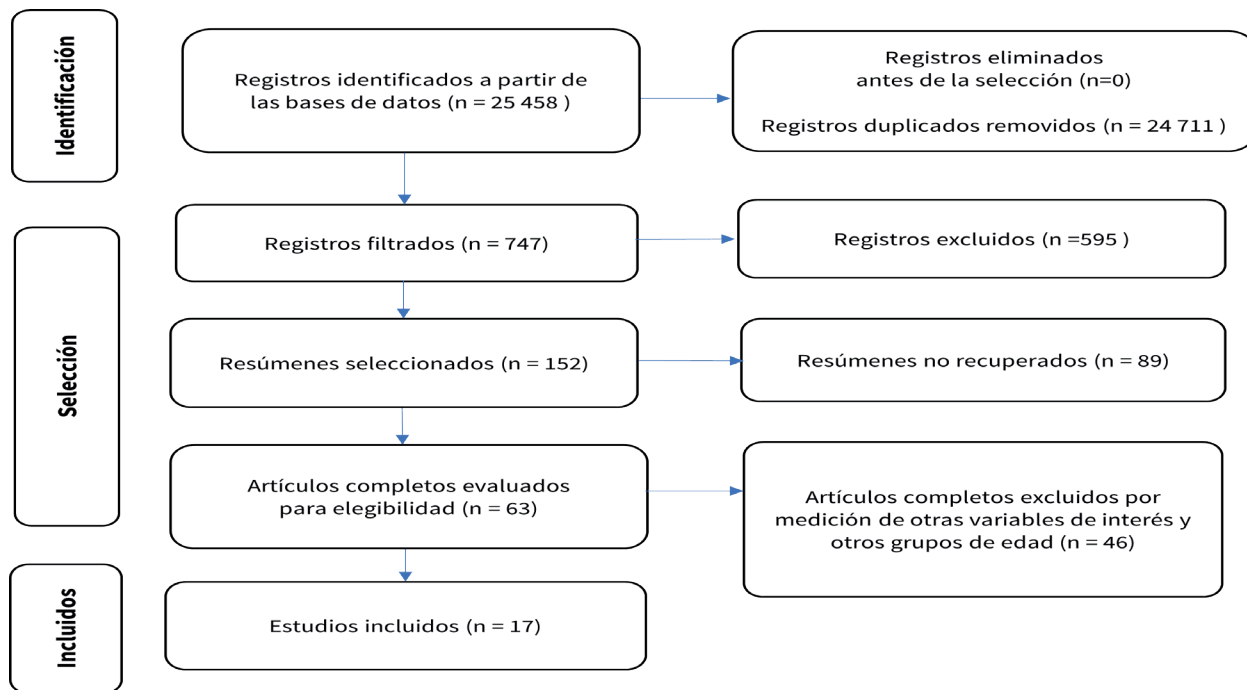 Identificación
Registros identificados a partir de
las bases de datos (n = 25 458 )
Registros eliminados
antes de la selección (n=0)
Registros duplicados removidos (n = 24 711 )
Selección
Registros filtrados (n = 747)
Registros excluidos (n =595 )
Resúmenes seleccionados (n = 152)
Resúmenes no recuperados (n = 89)
Artículos completos evaluados
para elegibilidad (n = 63)
Artículos completos excluidos por
medición de otras variables de interés y
otros grupos de edad (n = 46)
Incluidos
Estudios incluidos (n = 17)